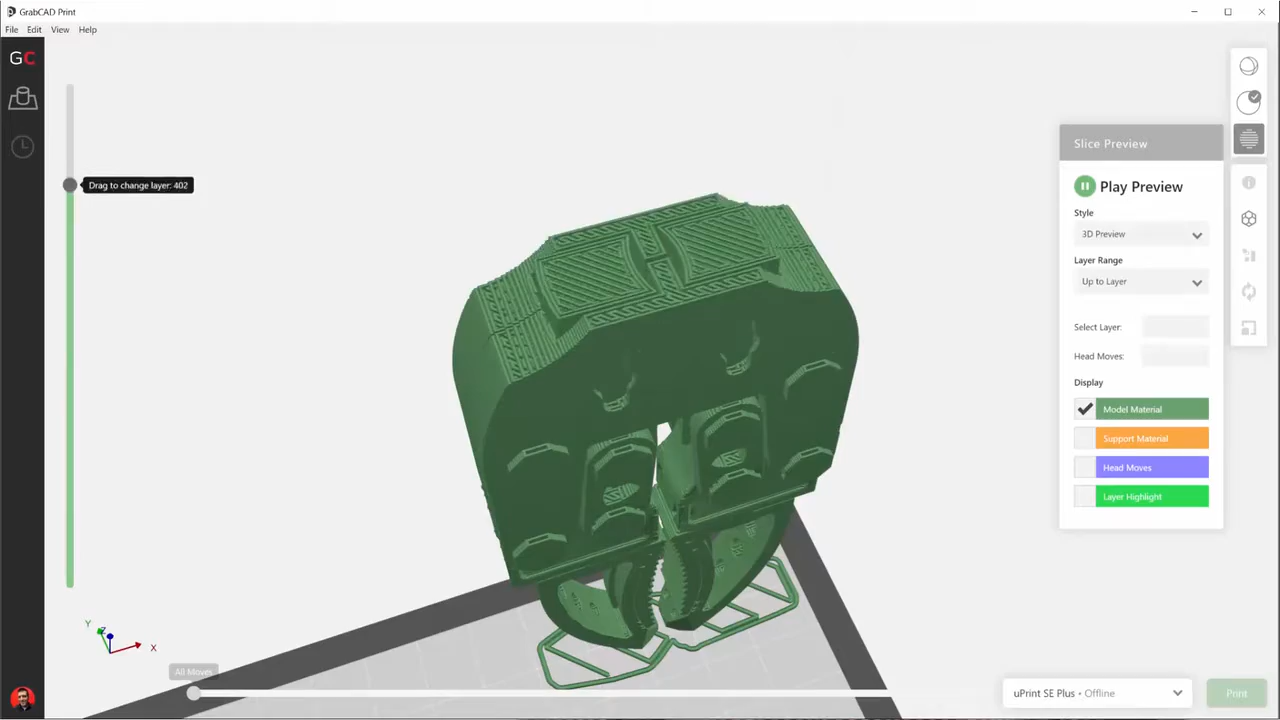 GrabCAD Print
File Edit View Help
GC
Drag to change layer: 402
Slice Preview
Play Preview
Style
3D Preview
Layer Range
Up to Layer
Select Layer:
Head Moves:
Display
Model Material
Support Material
Head Moves
Layer Highlight
Y
Z
X
All Moves
uPrint SE Plus • Offline
Print